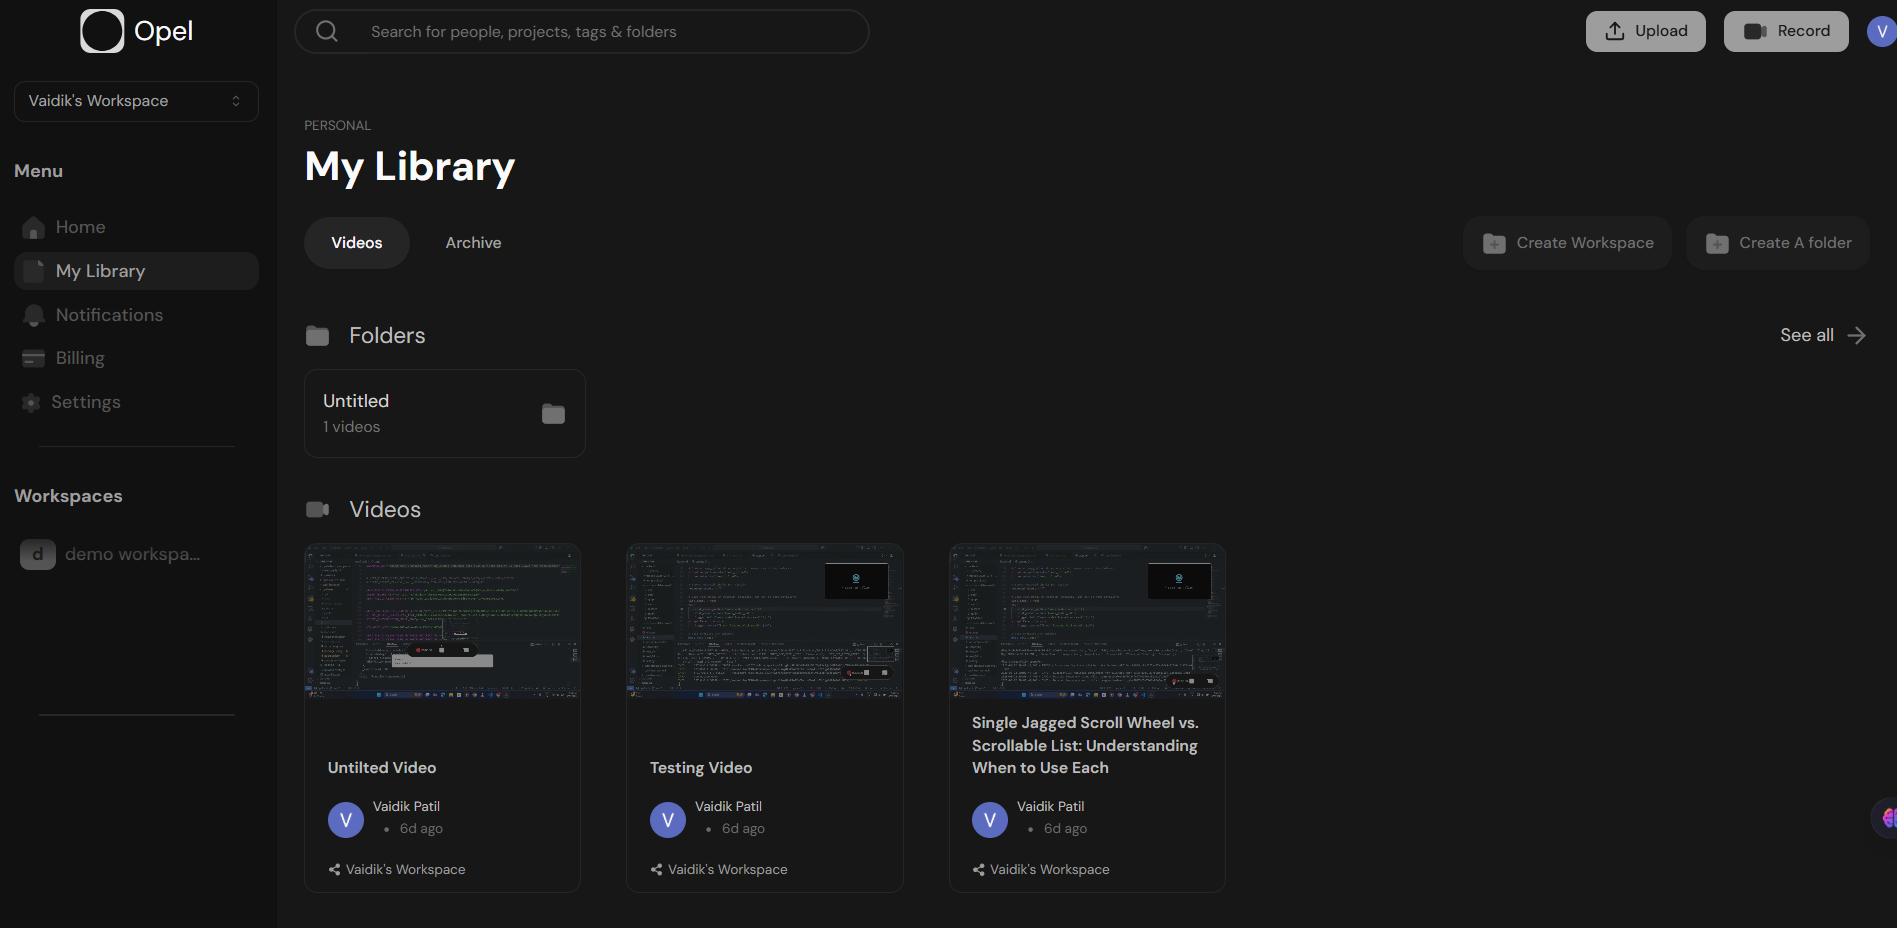 Opel
Search for people, projects, tags & folders
Upload
Record
V
Vaidik's Workspace
Menu
Home
My Library
Notifications
Billing
Settings
Workspaces
d
demo workspa...
PERSONAL
My Library
Videos
Archive
Create Workspace
Create A folder
Folders
See all
Untitled
1 videos
Videos
Untilted Video
V
Vaidik Patil
6d ago
Vaidik's Workspace
Testing Video
V
Vaidik Patil
6d ago
Vaidik's Workspace
Single Jagged Scroll Wheel vs.
Scrollable List: Understanding
When to Use Each
V
Vaidik Patil
6d ago
Vaidik's Workspace